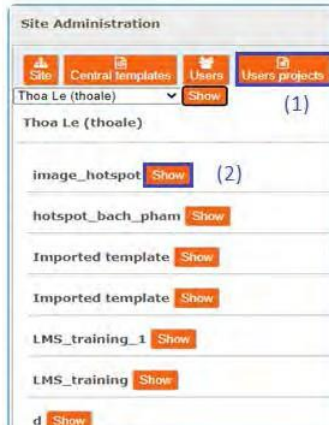 Site Administration
Site Central templates Users Users projects
Thoa Le (thoale) Show
(1)
Thoa Le (thoale)
image_hotspot Show (2)
hotspot_bach_pham Show
Imported template Show
Imported template Show
LMS_training_1 Show
LMS_training Show
d Show